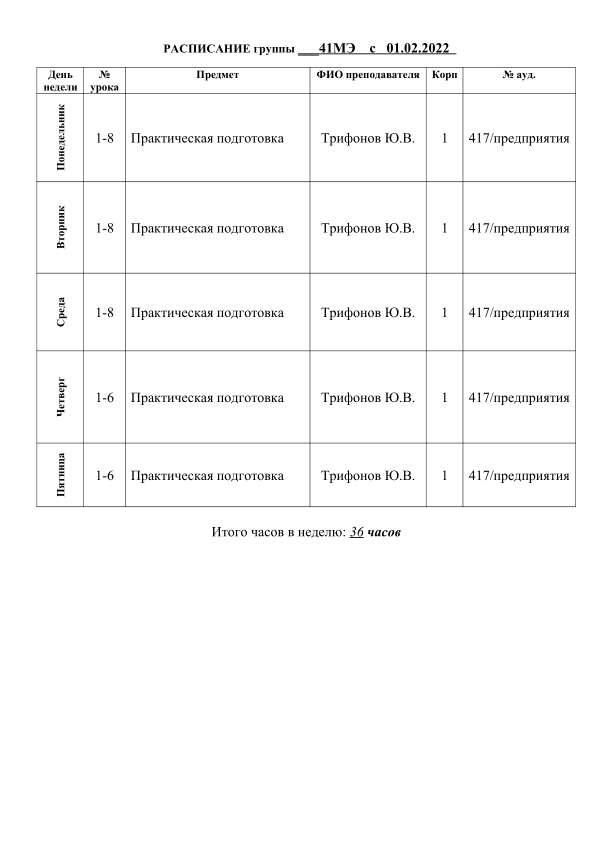 РАСПИСАНИЕ группы ___41МЭ с 01.02.2022_
День недели № урока Предмет ФИО преподавателя Корп № ауд.
Понедельник 1-8 Практическая подготовка Трифонов Ю.В. 1 417/предприятия
Вторник 1-8 Практическая подготовка Трифонов Ю.В. 1 417/предприятия
Среда 1-8 Практическая подготовка Трифонов Ю.В. 1 417/предприятия
Четверг 1-6 Практическая подготовка Трифонов Ю.В. 1 417/предприятия
Пятница 1-6 Практическая подготовка Трифонов Ю.В. 1 417/предприятия
Итого часов в неделю: 36 часов